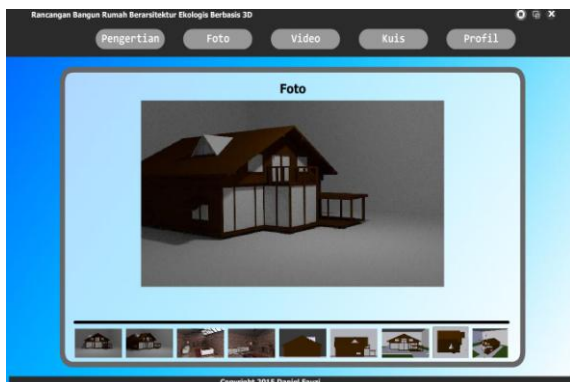 Rancangan Bangun Rumah Berarsitektur Ekologis Berbasis 3D
Pengertian Foto Video Kuis Profil
Foto
Copyright 2015 Daniel Fauzi